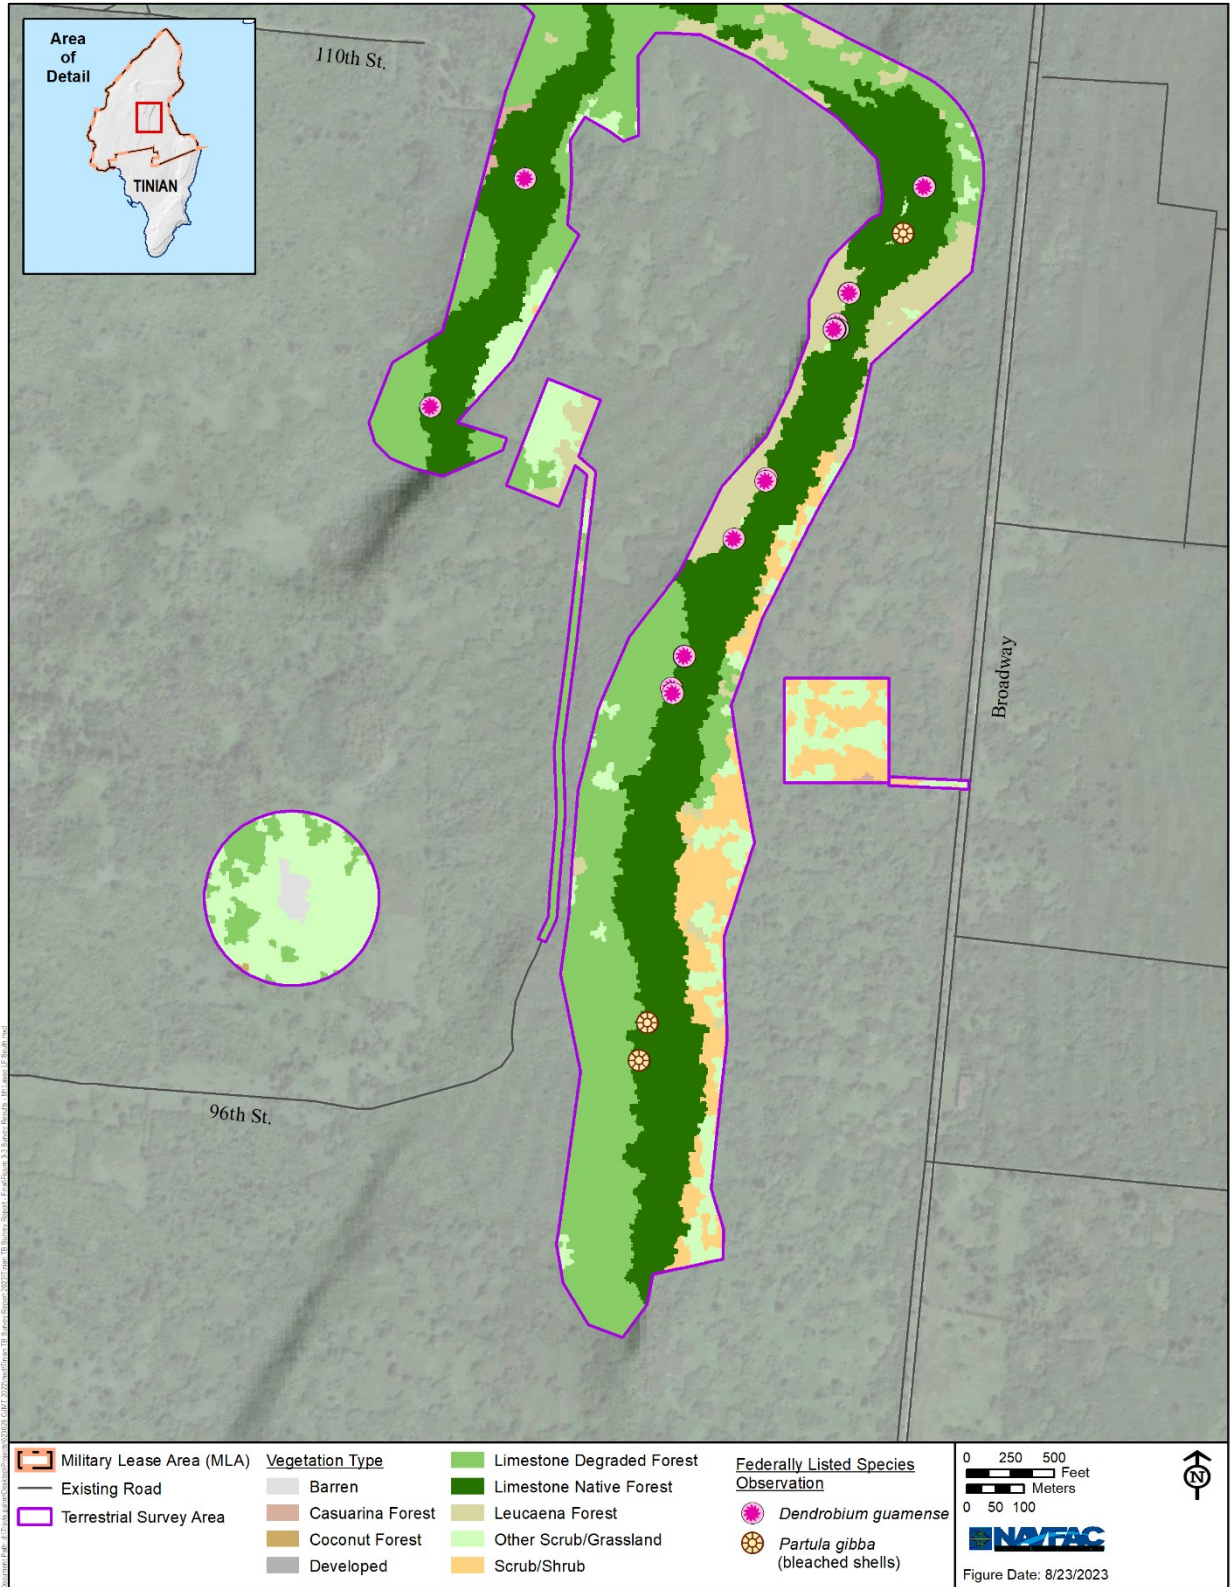 Area
of
Detail
TINIAN
110th St.
Broadway
96th St.
Military Lease Area (MLA)
Existing Road
Terrestrial Survey Area
Vegetation Type
Barren
Casuarina Forest
Coconut Forest
Developed
Limestone Degraded Forest
Limestone Native Forest
Leucaena Forest
Other Scrub/Grassland
Scrub/Shrub
Federally Listed Species
Observation
Dendrobium guamense
Partula gibba
(bleached shells)
0 250 500
Feet
Meters
0 50 100
N
NAVFAC
Figure Date: 8/23/2023